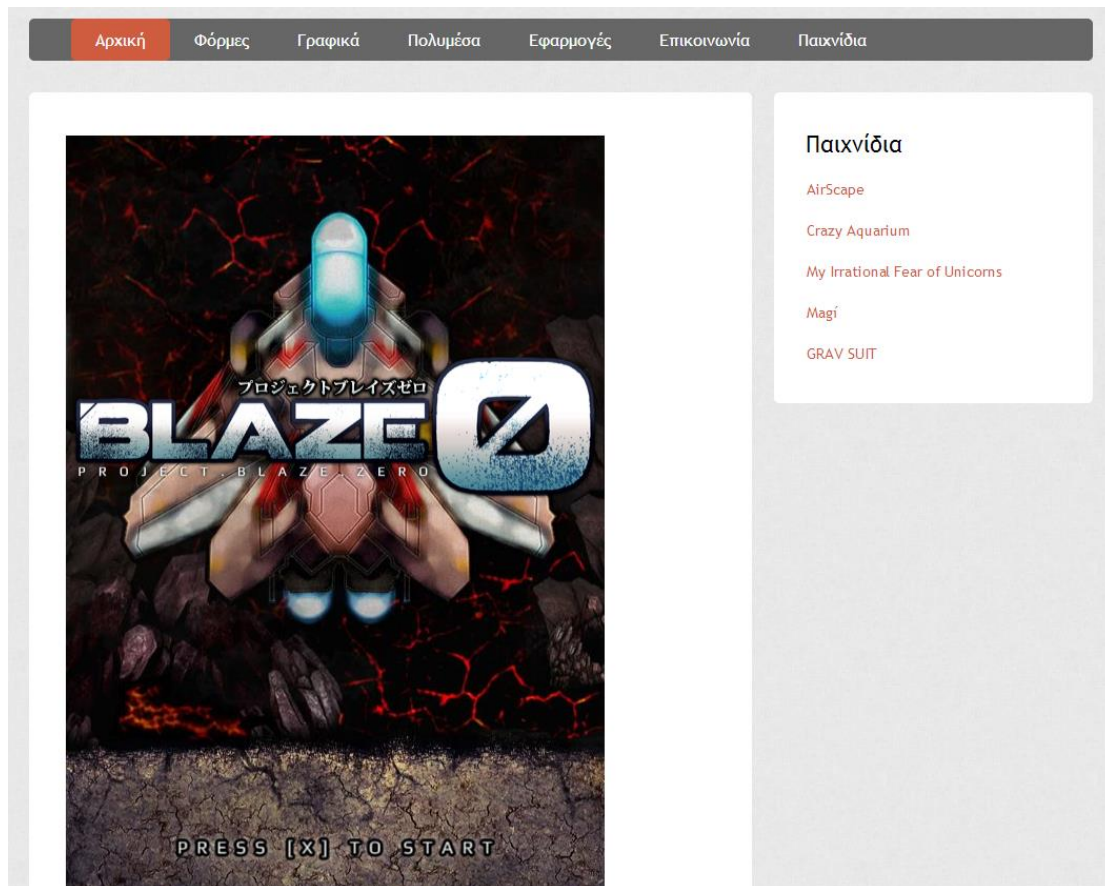 Αρχική Φόρμες Γραφικά Πολυμέσα Εφαρμογές Επικοινωνία Παιχνίδια
プロジェクトブレイズゼロ
BLAZE 0
PROJECT.BLAZE.ZERO
PRESS [X] TO START
Παιχνίδια
AirScape
Crazy Aquarium
My Irrational Fear of Unicorns
Magí
GRAV SUIT